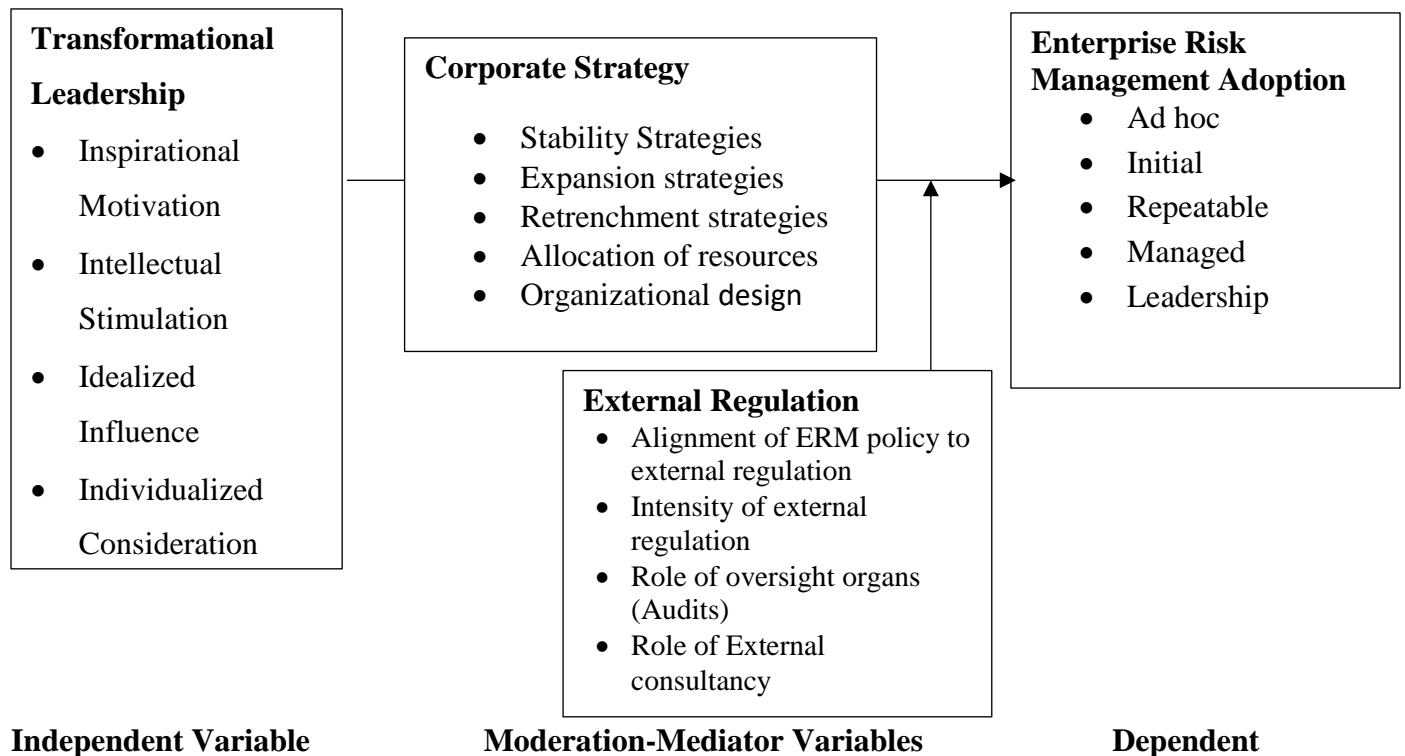 Transformational
Leadership
• Inspirational
Motivation
• Intellectual
Stimulation
• Idealized
Influence
• Individualized
Consideration
Corporate Strategy
• Stability Strategies
• Expansion strategies
• Retrenchment strategies
• Allocation of resources
• Organizational design
External Regulation
• Alignment of ERM policy to
external regulation
• Intensity of external
regulation
• Role of oversight organs
(Audits)
• Role of External
consultancy
Enterprise Risk
Management Adoption
• Ad hoc
• Initial
• Repeatable
• Managed
• Leadership
Independent Variable
Moderation-Mediator Variables
Dependent